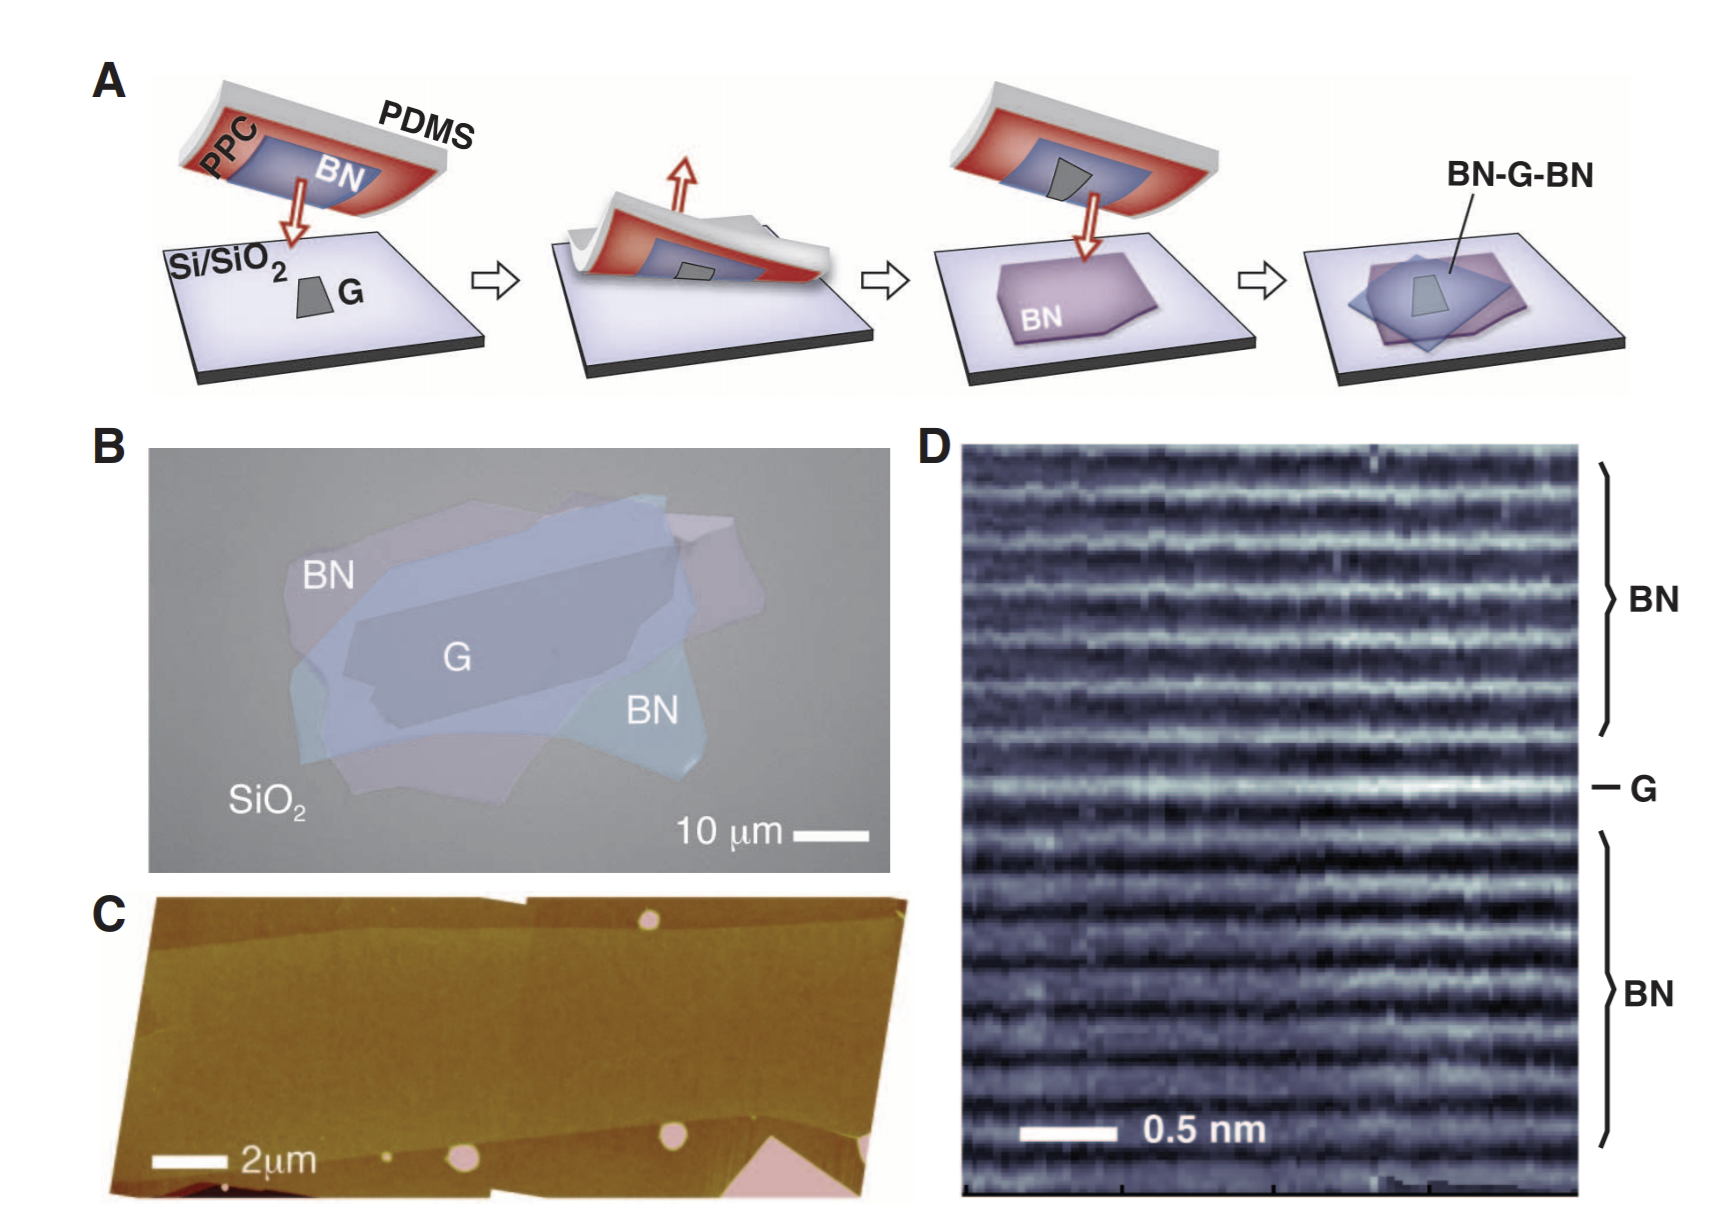 A
PPC
BN
PDMS
Si/SiO2
G
BN
BN-G-BN
B
BN
G
BN
SiO2
10 μm
C
2μm
D
BN
G
BN
0.5 nm